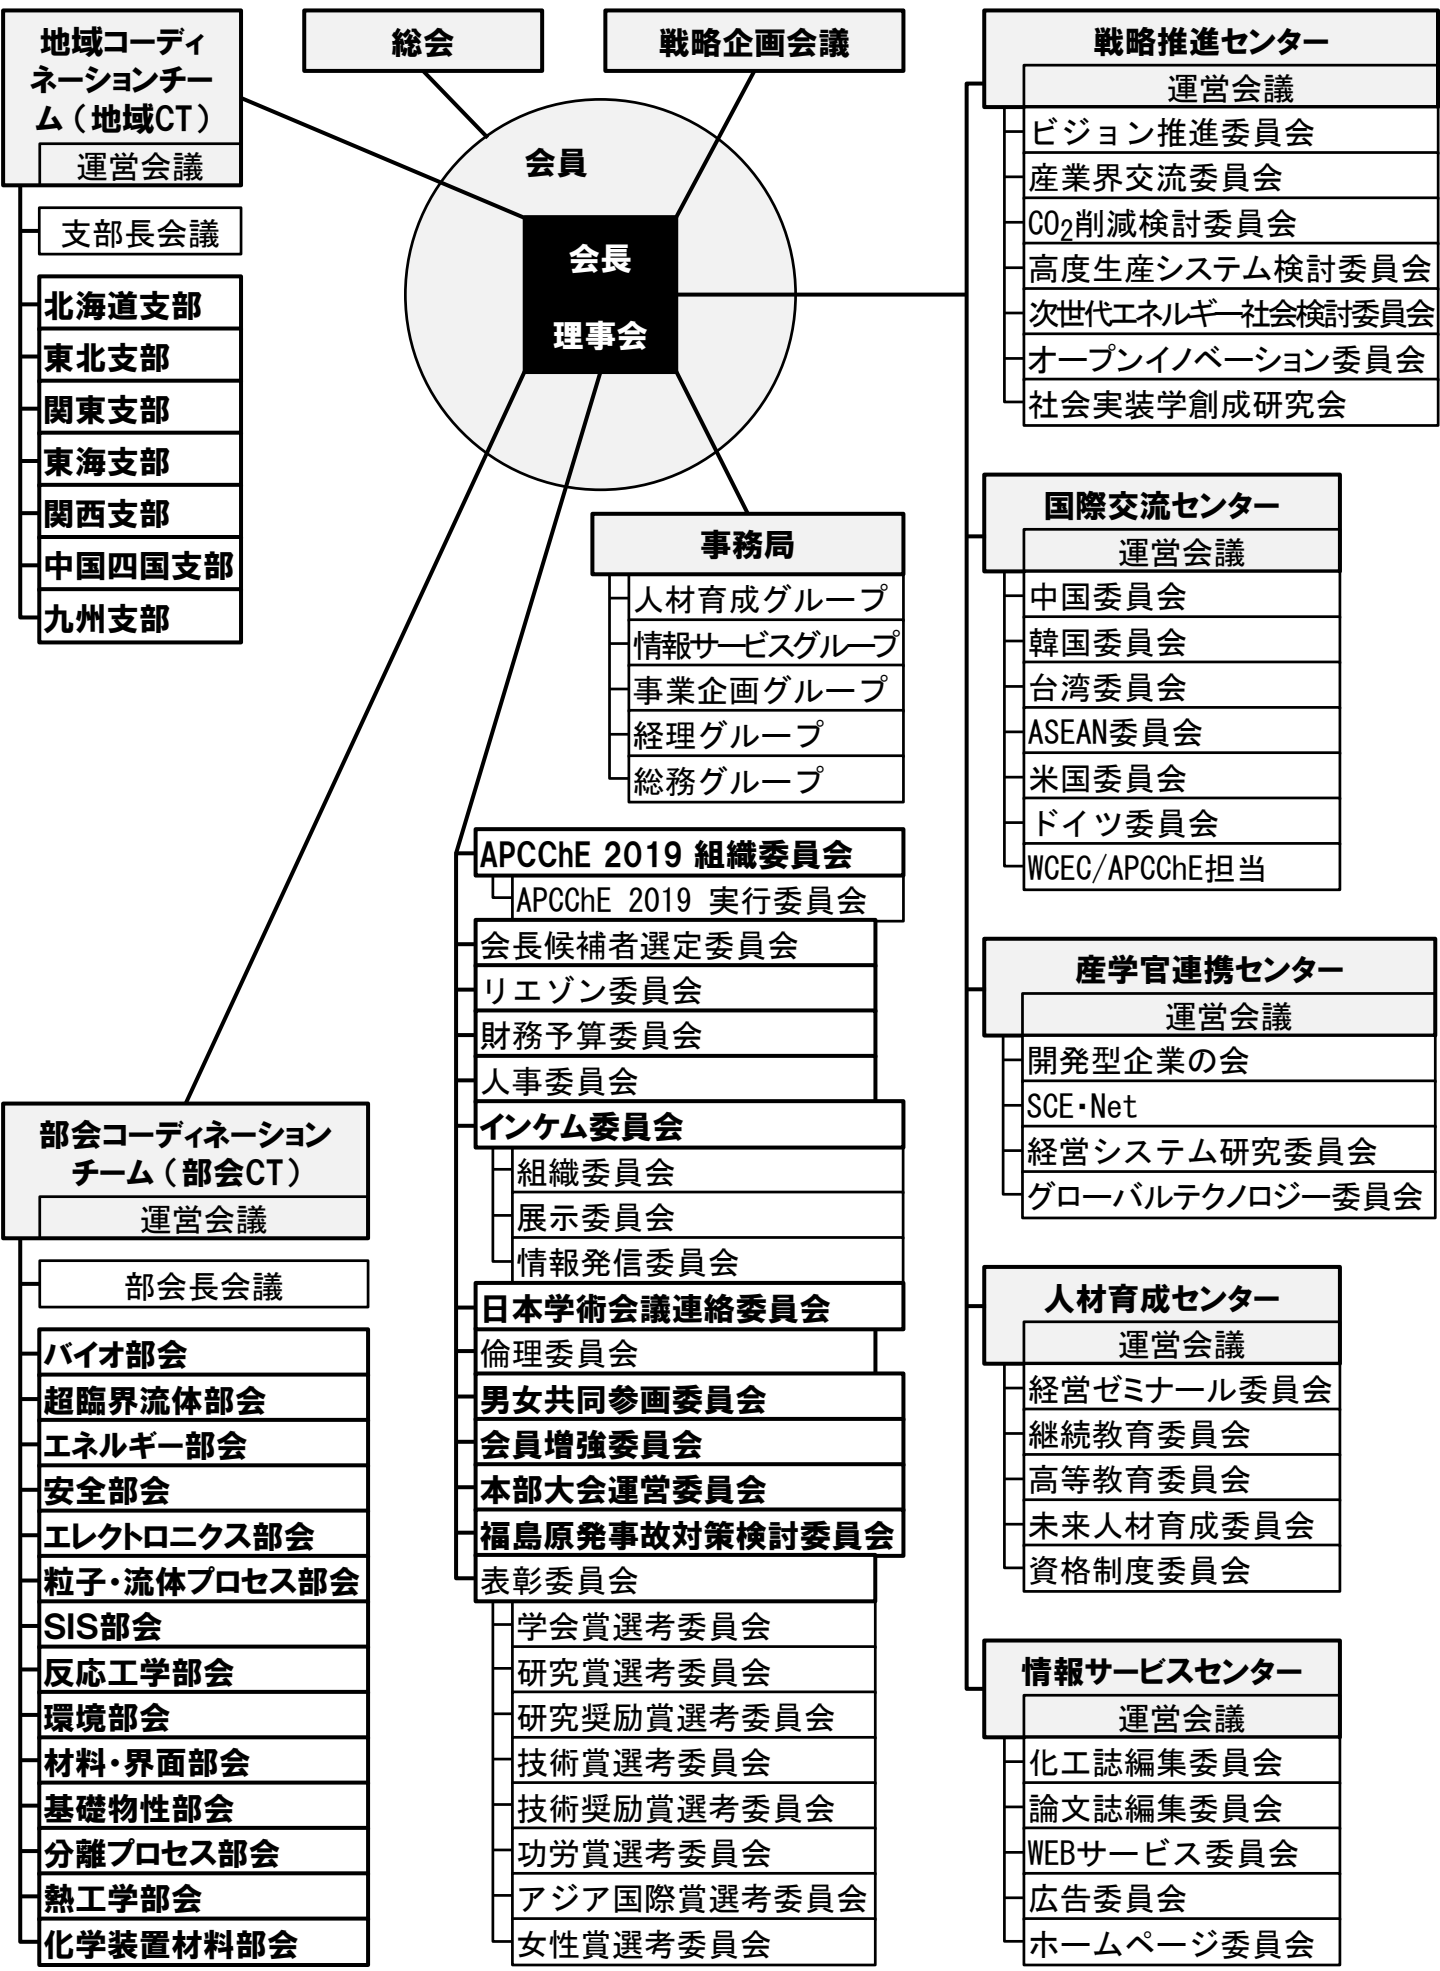 地域コーディ
ネーションチー
ム（地域CT）
運営会議
支部長会議
北海道支部
東北支部
関東支部
東海支部
関西支部
中国四国支部
九州支部
総会
戦略企画会議
会員
会長
理事会
事務局
人材育成グループ
情報サービスグループ
事業企画グループ
経理グループ
総務グループ
部会コーディネーション
チーム（部会CT）
運営会議
部会長会議
バイオ部会
超臨界流体部会
エネルギー部会
安全部会
エレクトロニクス部会
粒子・流体プロセス部会
SIS部会
反応工学部会
環境部会
材料・界面部会
基礎物性部会
分離プロセス部会
熱工学部会
化学装置材料部会
APCChE 2019 組織委員会
APCChE 2019 実行委員会
会長候補者選定委員会
リエゾン委員会
財務予算委員会
人事委員会
インケム委員会
組織委員会
展示委員会
情報発信委員会
日本学術会議連絡委員会
倫理委員会
男女共同参画委員会
会員増強委員会
本部大会運営委員会
福島原発事故対策検討委員会
表彰委員会
学会賞選考委員会
研究賞選考委員会
研究奨励賞選考委員会
技術賞選考委員会
技術奨励賞選考委員会
功労賞選考委員会
アジア国際賞選考委員会
女性賞選考委員会
戦略推進センター
運営会議
ビジョン推進委員会
産業界交流委員会
CO₂削減検討委員会
高度生産システム検討委員会
次世代エネルギー社会検討委員会
オープンイノベーション委員会
社会実装学創成研究会
国際交流センター
運営会議
中国委員会
韓国委員会
台湾委員会
ASEAN委員会
米国委員会
ドイツ委員会
WCEC/APCChE担当
産学官連携センター
運営会議
開発型企業の会
SCE・Net
経営システム研究委員会
グローバルテクノロジー委員会
人材育成センター
運営会議
経営ゼミナール委員会
継続教育委員会
高等教育委員会
未来人材育成委員会
資格制度委員会
情報サービスセンター
運営会議
化工誌編集委員会
論文誌編集委員会
WEBサービス委員会
広告委員会
ホームページ委員会